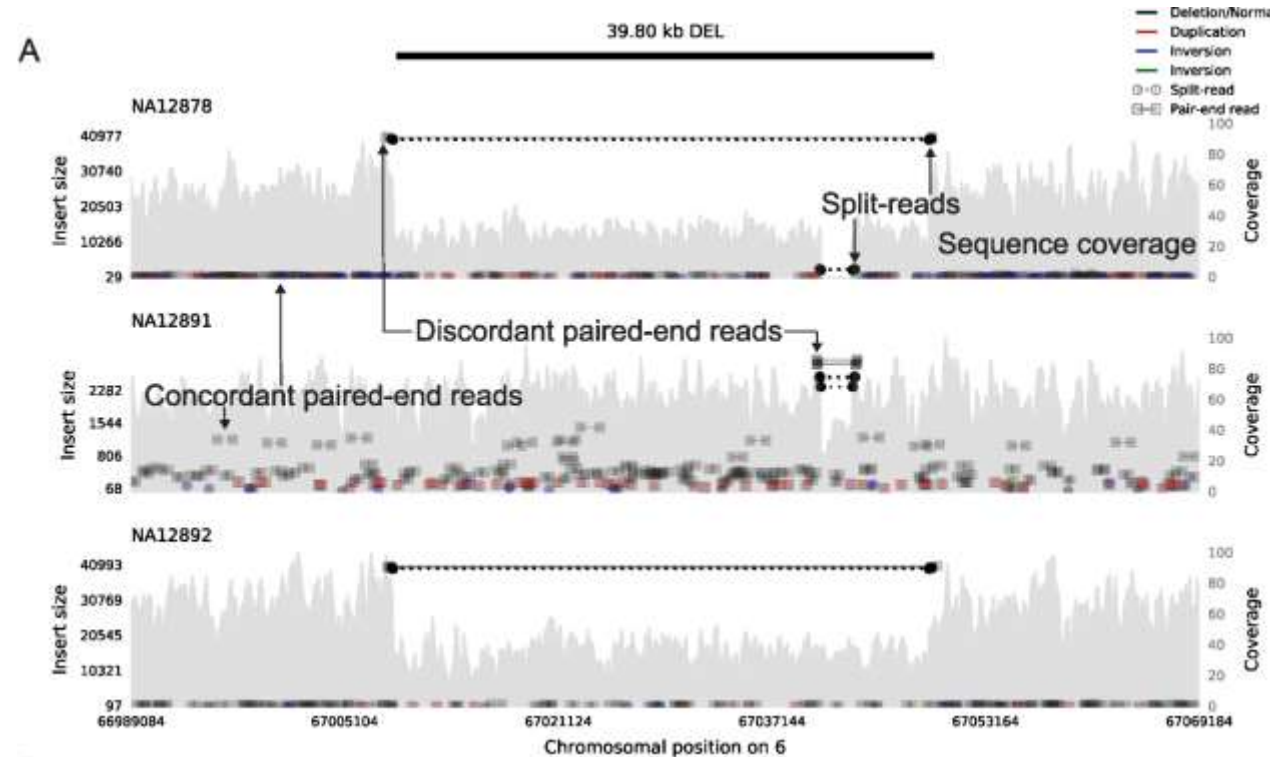 A
39.80 kb DEL
Deletion/Norma
Duplication
Inversion
Inversion
Split-read
Pair-end read
NA12878
40977
30740
20503
10266
29
Insert size
100
80
60
40
20
0
Coverage
Split-reads
Sequence coverage
NA12891
Discordant paired-end reads
Concordant paired-end reads
2282
1544
806
68
Insert size
100
80
60
40
20
0
Coverage
NA12892
40993
30769
20545
10321
97
Insert size
100
80
60
40
20
0
Coverage
66989084 67005104 67021124 67037144 67053164 67069184
Chromosomal position on 6